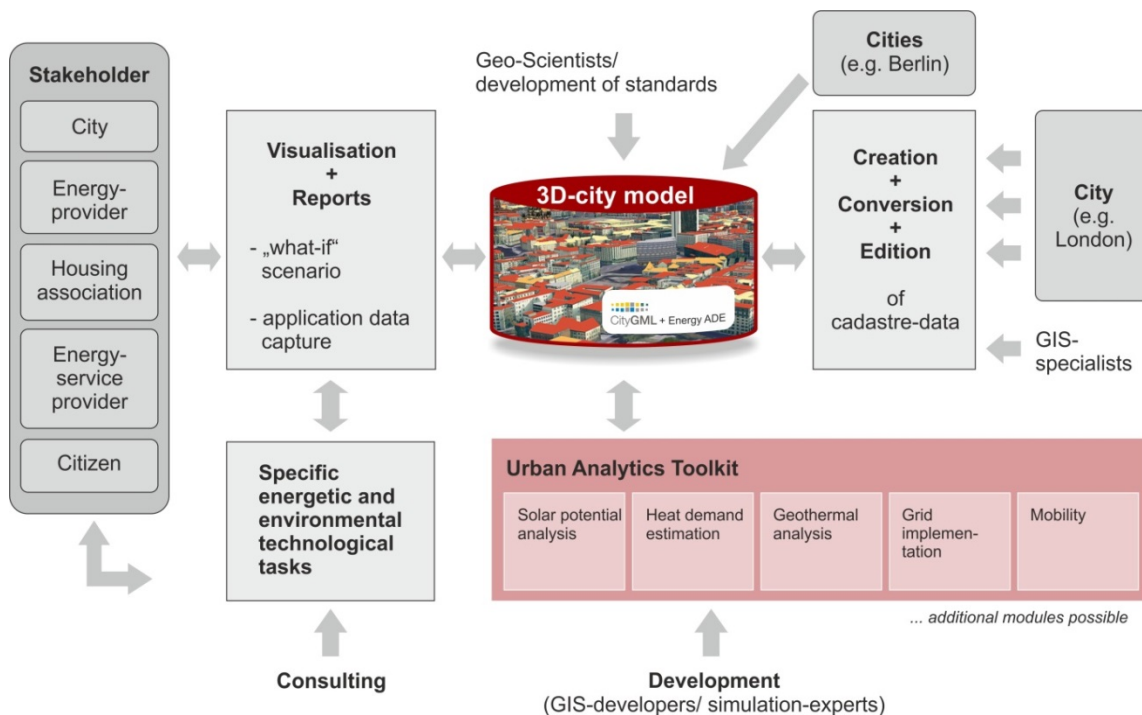 Stakeholder
City
Energy-
provider
Housing
association
Energy-
service
provider
Citizen
Visualisation
+
Reports
- „what-if“
scenario
- application data
capture
Specific
energetic and
environmental
technological
tasks
Consulting
Geo-Scientists/
development of standards
3D-city model
CityGML + Energy ADE
Cities
(e.g. Berlin)
Creation
+
Conversion
+
Edition
of
cadastre-data
City
(e.g.
London)
GIS-
specialists
Urban Analytics Toolkit
Solar potential
analysis
Heat demand
estimation
Geothermal
analysis
Grid
implemen-
tation
Mobility
... additional modules possible
Development
(GIS-developers/ simulation-experts)